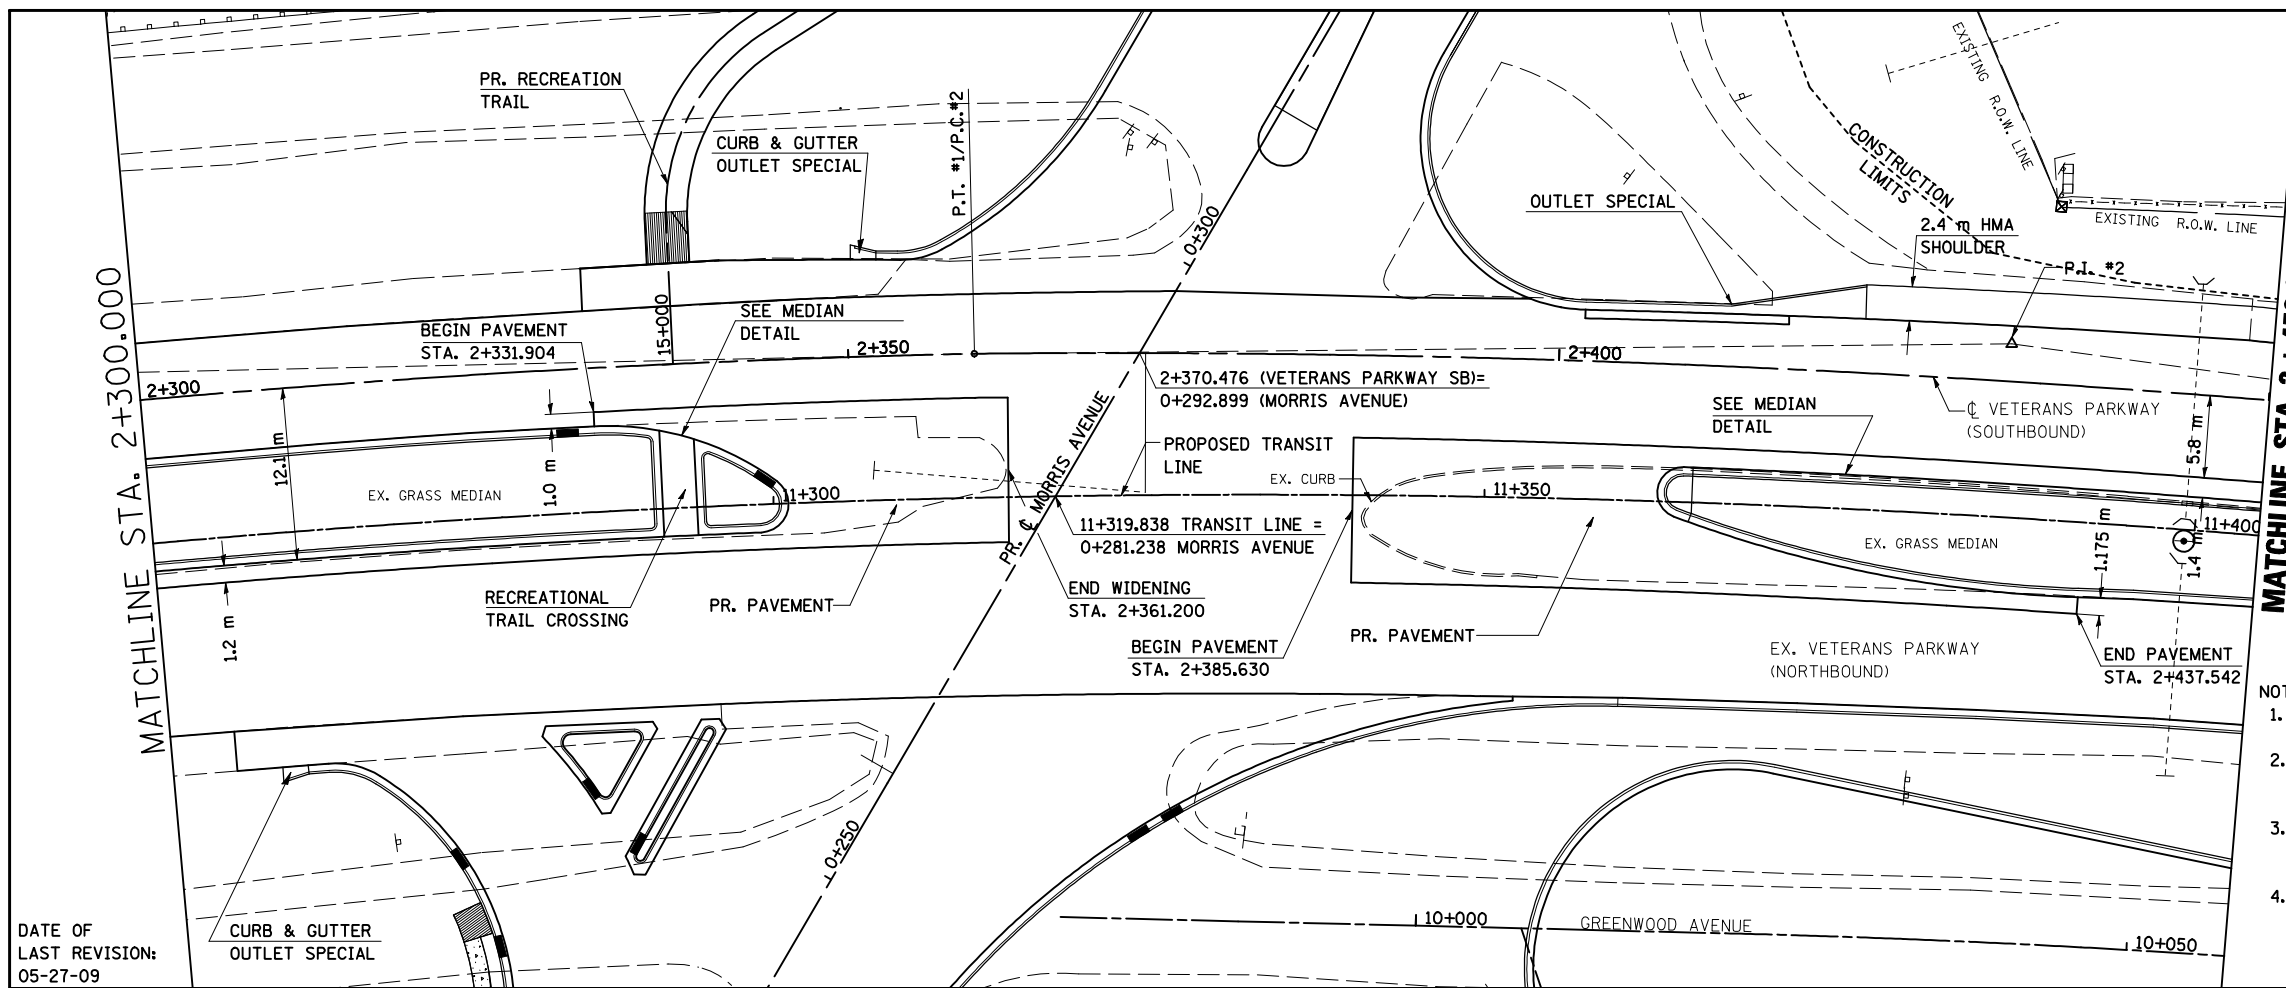 PR. RECREATION
TRAIL
CURB & GUTTER
OUTLET SPECIAL
P.T. #1/P.C.#2
0+300
OUTLET SPECIAL
CONSTRUCTION
LIMITS
EXISTING R.O.W. LINE
EXISTING R.O.W. LINE
2.4 m HMA
SHOULDER
P.I. #2
MATCHLINE STA. 2+300.000
BEGIN PAVEMENT
STA. 2+331.904
15+000
SEE MEDIAN
DETAIL
2+350
2+400
2+300
2+370.476 (VETERANS PARKWAY SB)=
0+292.899 (MORRIS AVENUE)
℄ VETERANS PARKWAY
(SOUTHBOUND)
SEE MEDIAN
DETAIL
5.8 m
12.1 m
1.0 m
EX. GRASS MEDIAN
11+300
PR. ℄ MORRIS AVENUE
PROPOSED TRANSIT
LINE
EX. CURB
11+350
11+319.838 TRANSIT LINE =
0+281.238 MORRIS AVENUE
EX. GRASS MEDIAN
11+400
1.175 m
1.4 m
MATCHLINE STA.
1.2 m
RECREATIONAL
TRAIL CROSSING
PR. PAVEMENT
END WIDENING
STA. 2+361.200
BEGIN PAVEMENT
STA. 2+385.630
PR. PAVEMENT
EX. VETERANS PARKWAY
(NORTHBOUND)
END PAVEMENT
STA. 2+437.542
NOT
1.
2.
3.
4.
0+250
10+000
GREENWOOD AVENUE
10+050
CURB & GUTTER
OUTLET SPECIAL
DATE OF
LAST REVISION:
05-27-09